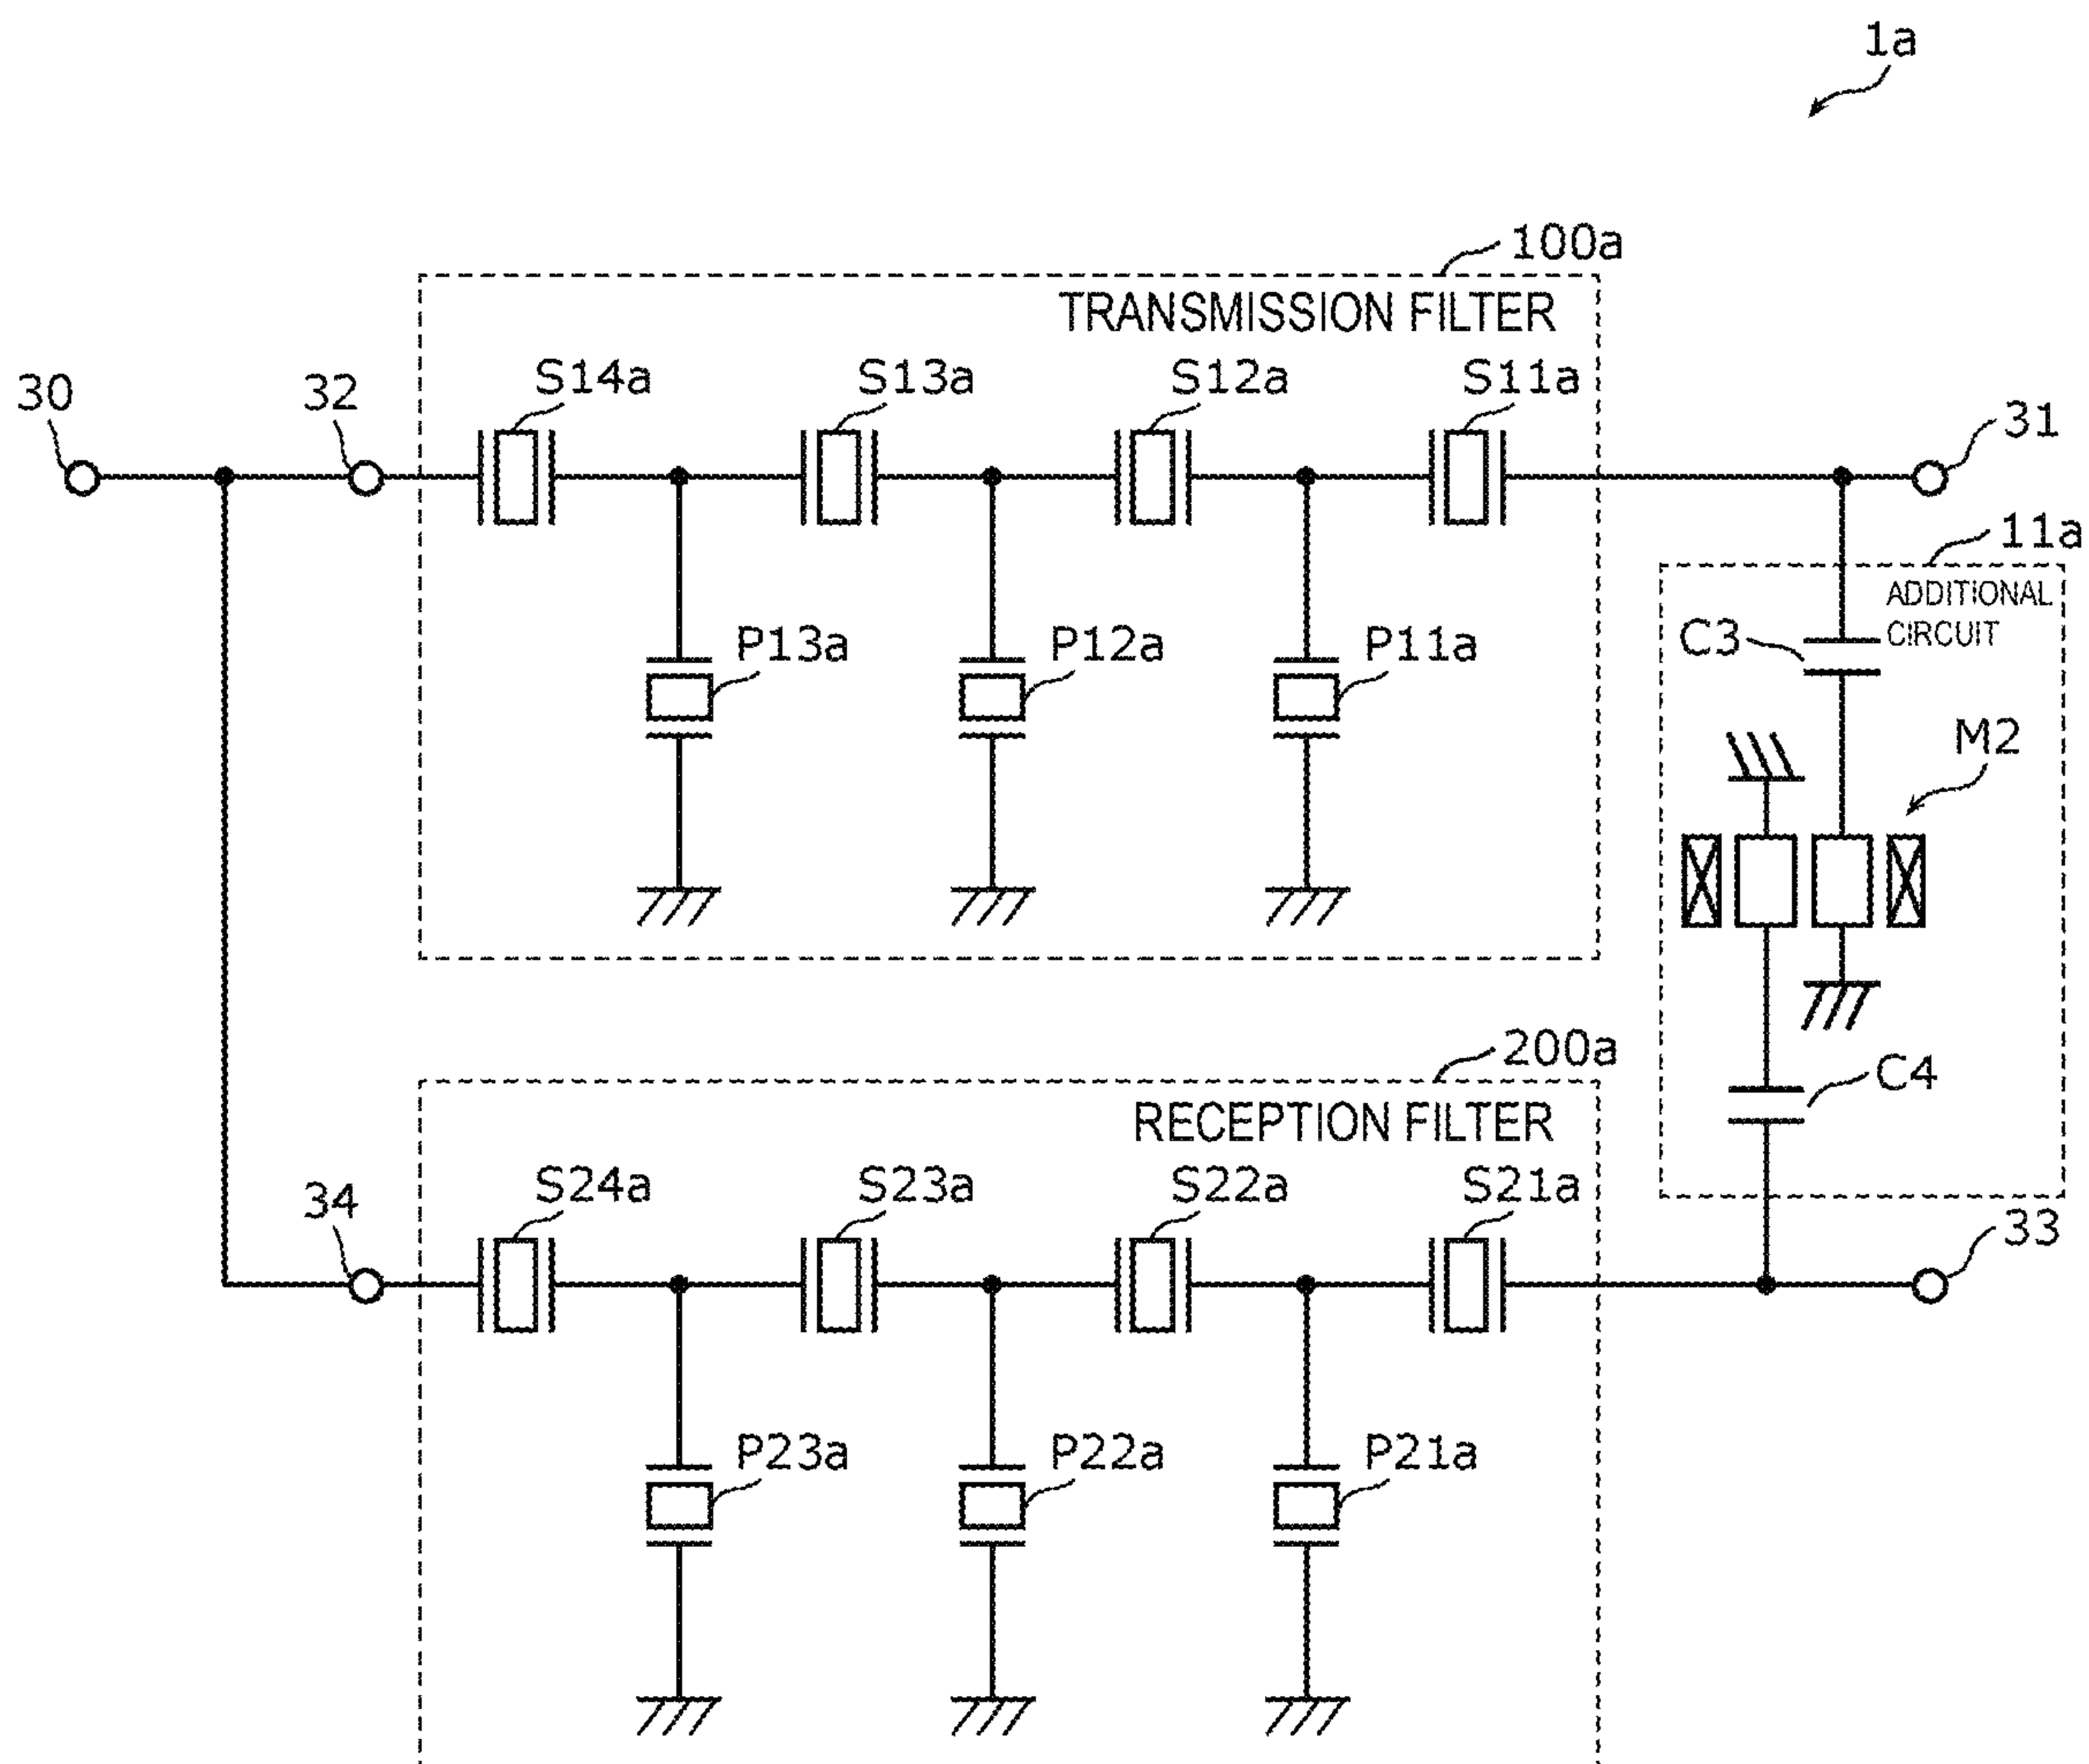 1a
100a
TRANSMISSION FILTER
30
32
S14a
S13a
S12a
S11a
31
11a
ADDITIONAL
CIRCUIT
C3
P13a
P12a
P11a
M2
200a
C4
RECEPTION FILTER
34
S24a
S23a
S22a
S21a
33
P23a
P22a
P21a